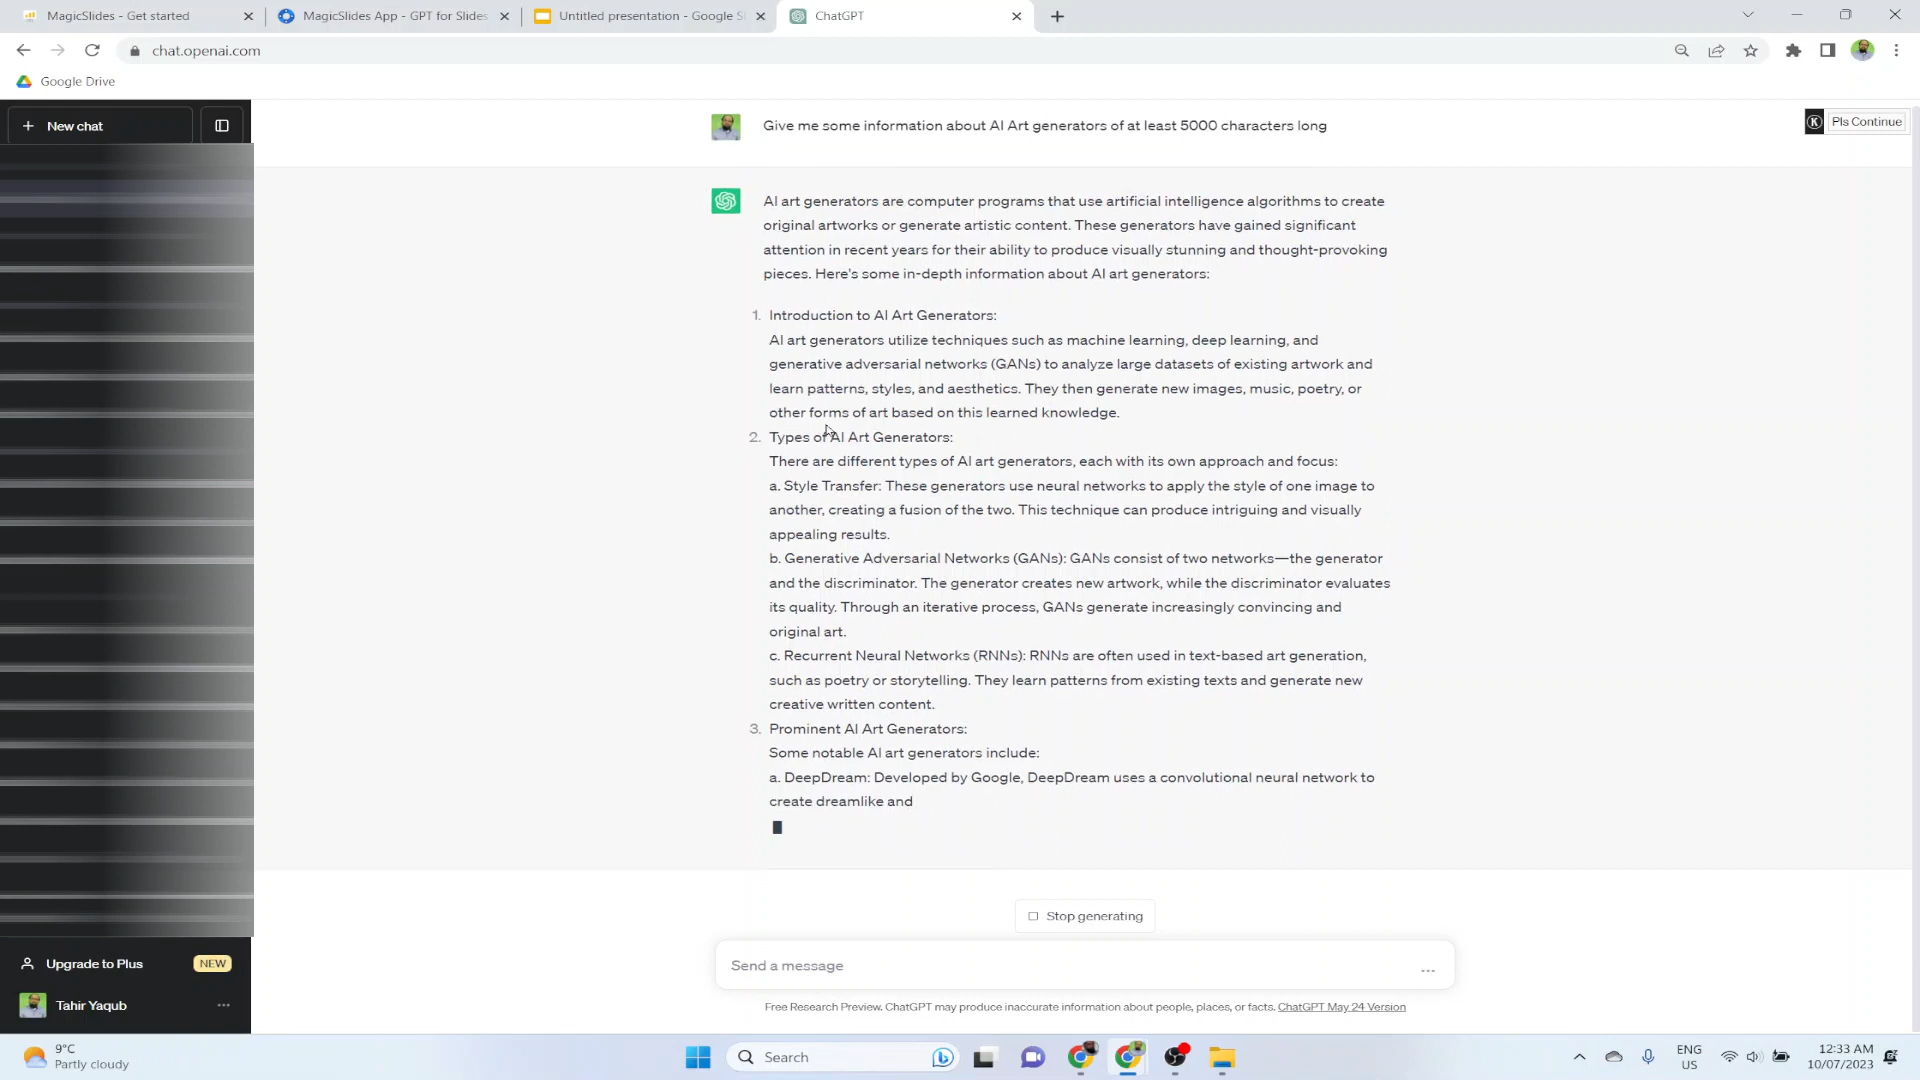 MagicSlides - Get started
MagicSlides App - GPT for Slides
Untitled presentation - Google S
ChatGPT
chat.openai.com
Google Drive
New chat
Give me some information about AI Art generators of at least 5000 characters long
K Pls Continue
AI art generators are computer programs that use artificial intelligence algorithms to create
original artworks or generate artistic content. These generators have gained significant
attention in recent years for their ability to produce visually stunning and thought-provoking
pieces. Here's some in-depth information about AI art generators:
1. Introduction to AI Art Generators:
AI art generators utilize techniques such as machine learning, deep learning, and
generative adversarial networks (GANs) to analyze large datasets of existing artwork and
learn patterns, styles, and aesthetics. They then generate new images, music, poetry, or
other forms of art based on this learned knowledge.
2. Types of AI Art Generators:
There are different types of AI art generators, each with its own approach and focus:
a. Style Transfer: These generators use neural networks to apply the style of one image to
another, creating a fusion of the two. This technique can produce intriguing and visually
appealing results.
b. Generative Adversarial Networks (GANs): GANs consist of two networks—the generator
and the discriminator. The generator creates new artwork, while the discriminator evaluates
its quality. Through an iterative process, GANs generate increasingly convincing and
original art.
c. Recurrent Neural Networks (RNNs): RNNs are often used in text-based art generation,
such as poetry or storytelling. They learn patterns from existing texts and generate new
creative written content.
3. Prominent AI Art Generators:
Some notable AI art generators include:
a. DeepDream: Developed by Google, DeepDream uses a convolutional neural network to
create dreamlike and
Stop generating
Upgrade to Plus NEW
Send a message
Tahir Yaqub
Free Research Preview. ChatGPT may produce inaccurate information about people, places, or facts. ChatGPT May 24 Version
9°C
Partly cloudy
Search
ENG
US
12:33 AM
10/07/2023